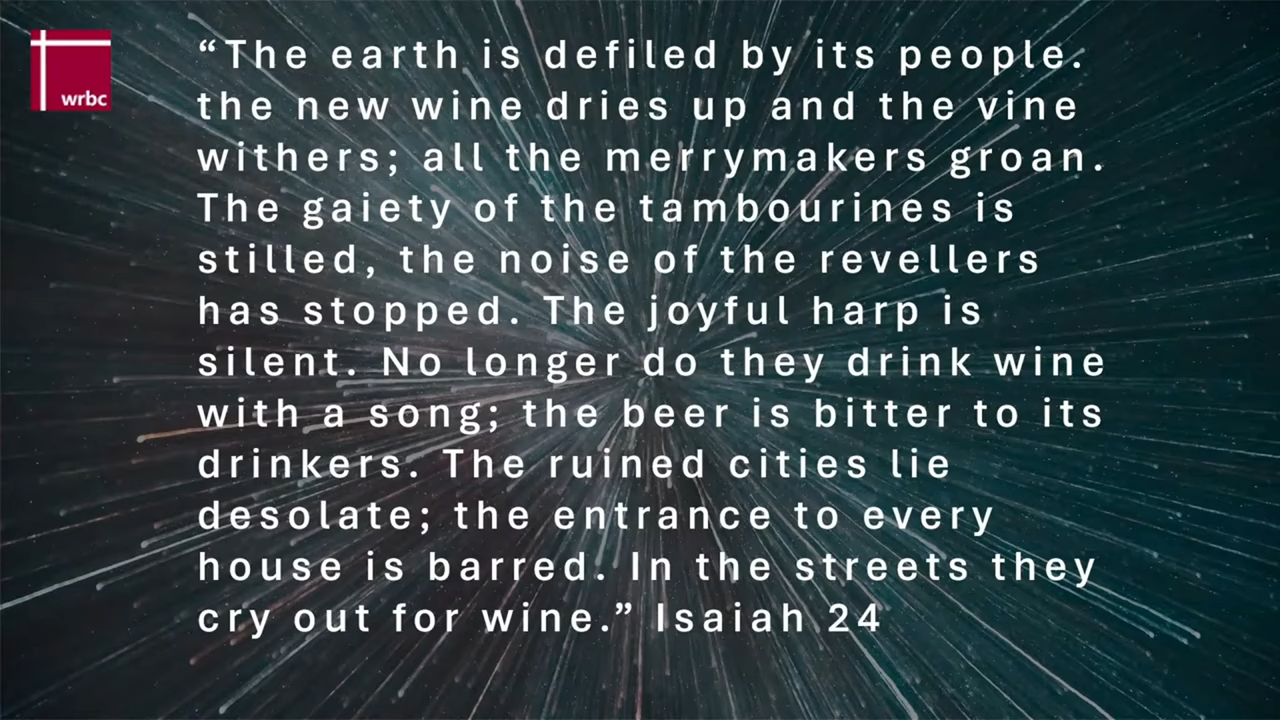 wrbc
“The earth is defiled by its people.
the new wine dries up and the vine
withers; all the merrymakers groan.
The gaiety of the tambourines is
stilled, the noise of the revellers
has stopped. The joyful harp is
silent. No longer do they drink wine
with a song; the beer is bitter to its
drinkers. The ruined cities lie
desolate; the entrance to every
house is barred. In the streets they
cry out for wine.” Isaiah 24